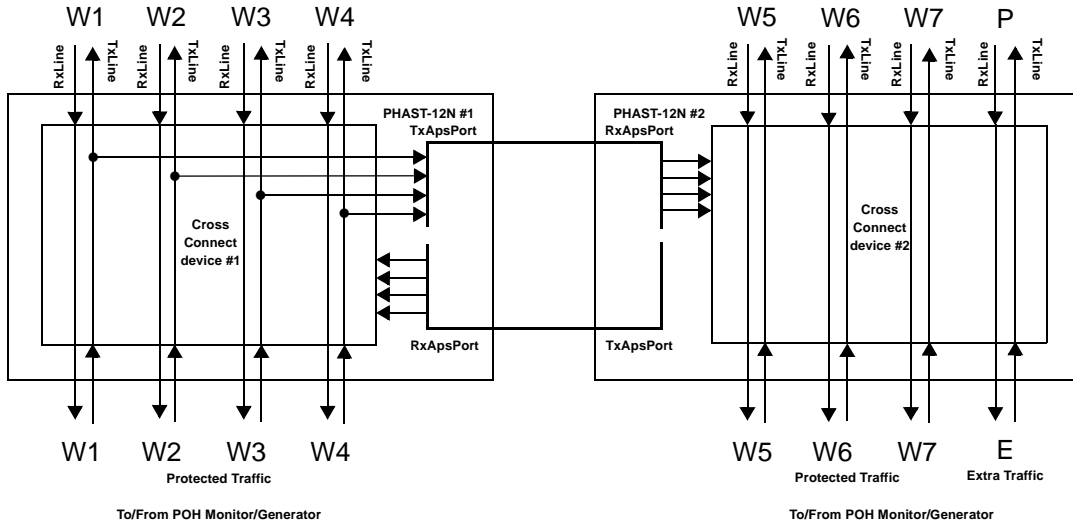 W1 W2 W3 W4
RxLine TxLine RxLine TxLine RxLine TxLine RxLine TxLine
PHAST-12N #1
TxApsPort
Cross
Connect
device #1
RxApsPort
W1 W2 W3 W4
Protected Traffic
To/From POH Monitor/Generator
W5 W6 W7 P
RxLine TxLine RxLine TxLine RxLine TxLine RxLine TxLine
PHAST-12N #2
RxApsPort
Cross
Connect
device #2
TxApsPort
W5 W6 W7 E
Protected Traffic Extra Traffic
To/From POH Monitor/Generator